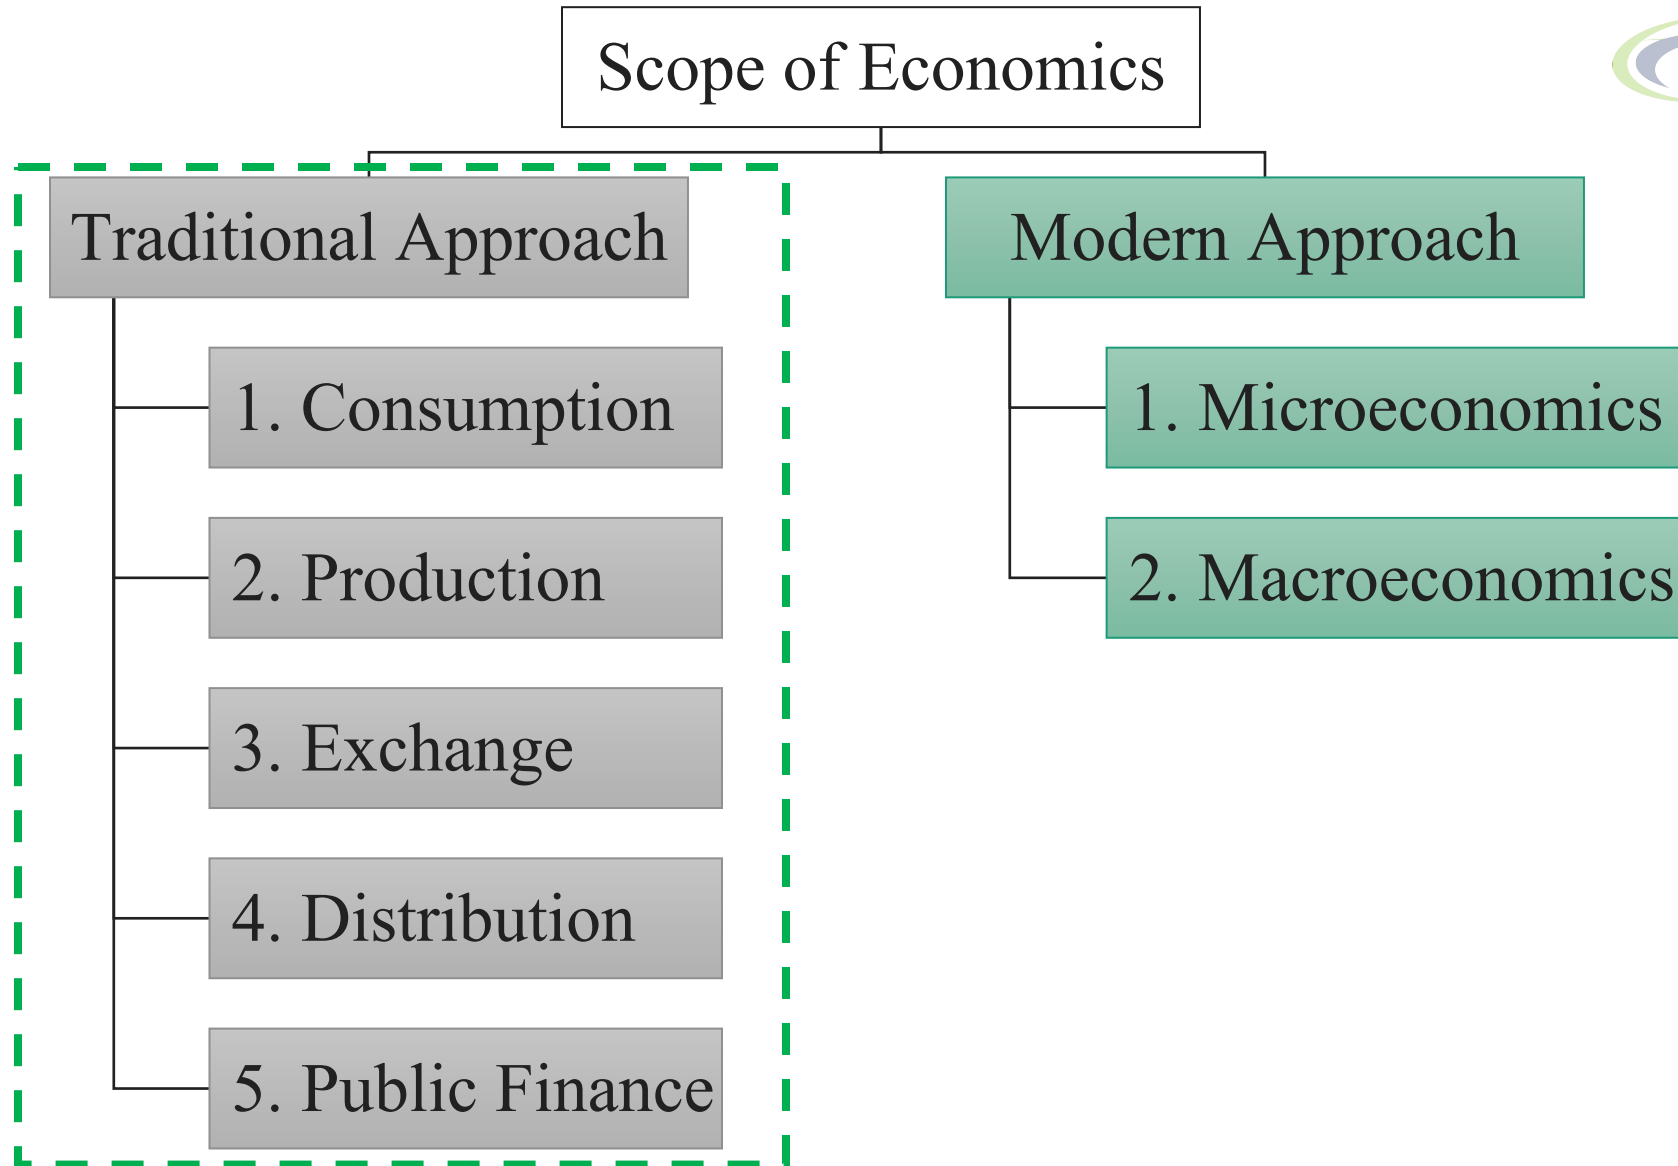 Scope of Economics
Traditional Approach
1. Consumption
2. Production
3. Exchange
4. Distribution
5. Public Finance
Modern Approach
1. Microeconomics
2. Macroeconomics